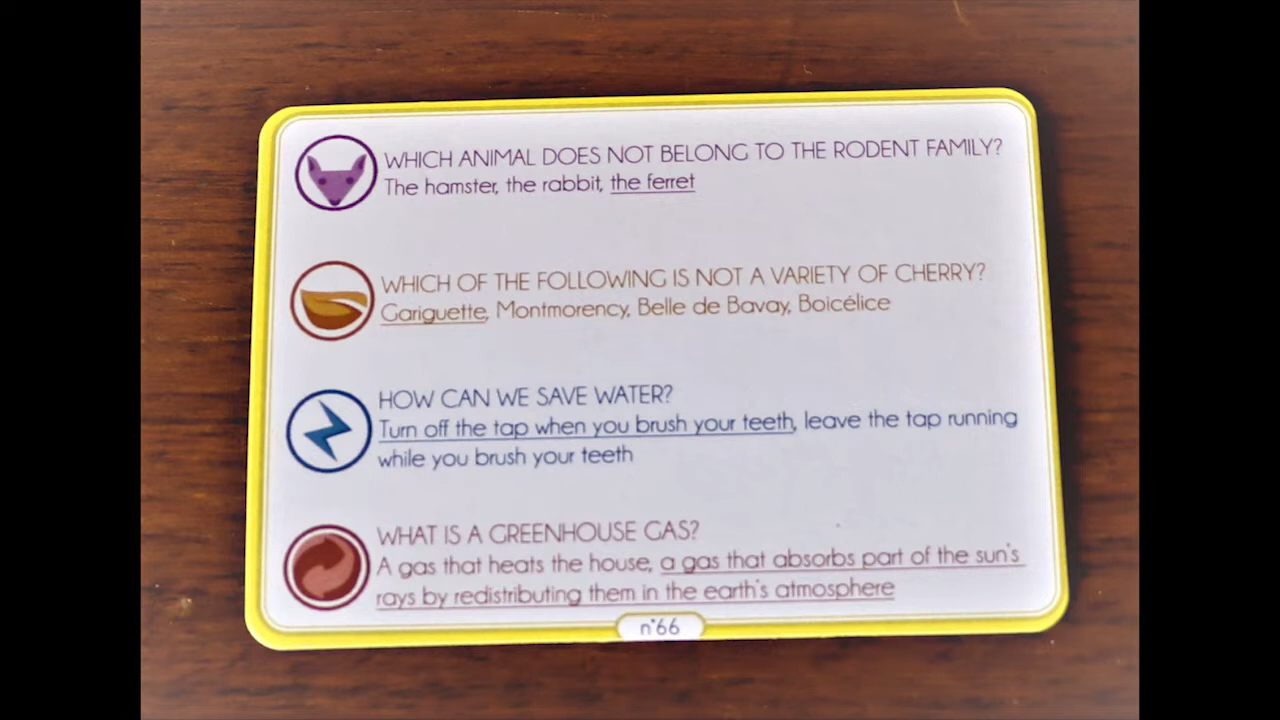 WHICH ANIMAL DOES NOT BELONG TO THE RODENT FAMILY?
The hamster, the rabbit, the ferret
WHICH OF THE FOLLOWING IS NOT A VARIETY OF CHERRY?
Gariguette, Montmorency, Belle de Bavay, Boicélice
HOW CAN WE SAVE WATER?
Turn off the tap when you brush your teeth, leave the tap running
while you brush your teeth
WHAT IS A GREENHOUSE GAS?
A gas that heats the house, a gas that absorbs part of the sun's
rays by redistributing them in the earth's atmosphere
n°66